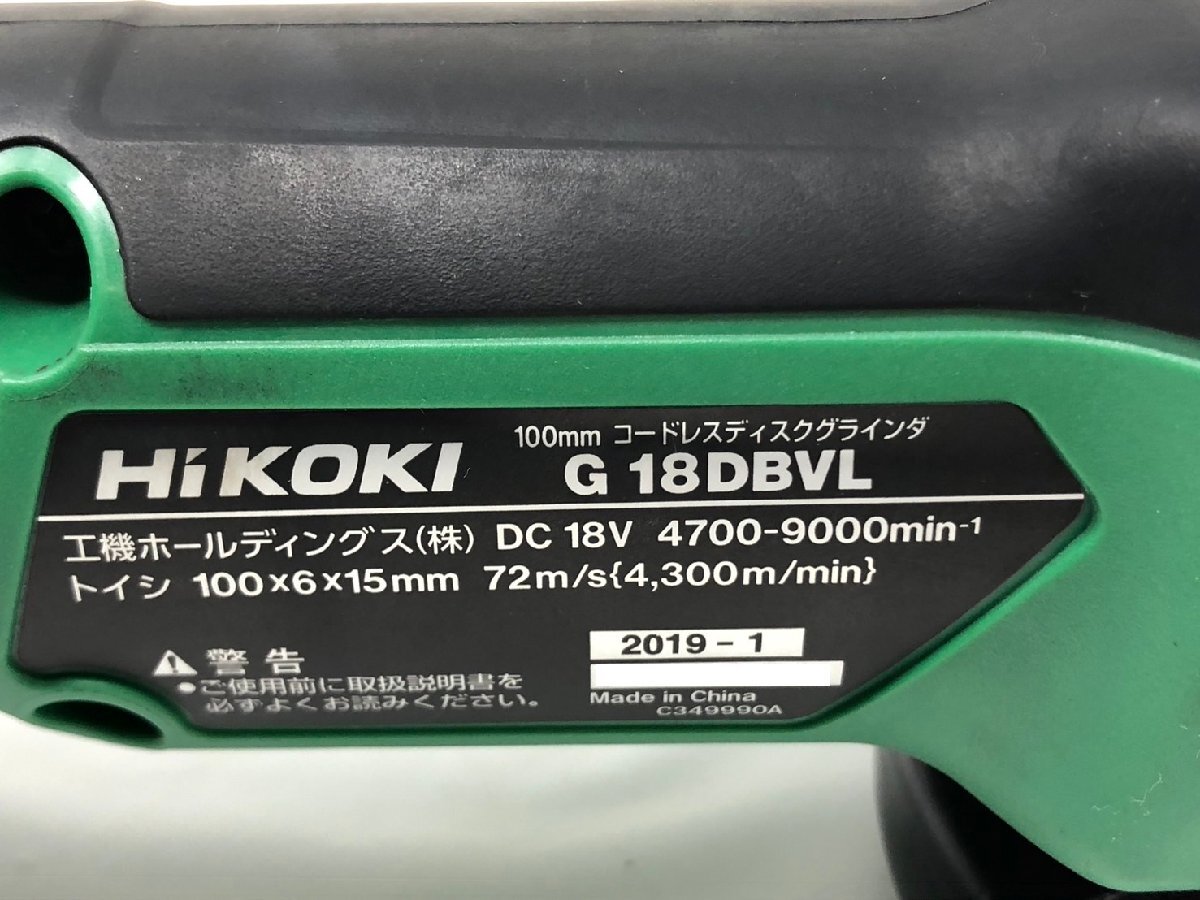 HiKOKI
100mm コードレスディスクグラインダ
G 18DBVL
工機ホールディングス(株) DC 18V 4700-9000min-1
トイシ 100×6×15mm 72m/s{4,300m/min}
警告
•ご使用前に取扱説明書を
必ずよくお読みください。
2019-1
Made in China
C349990A